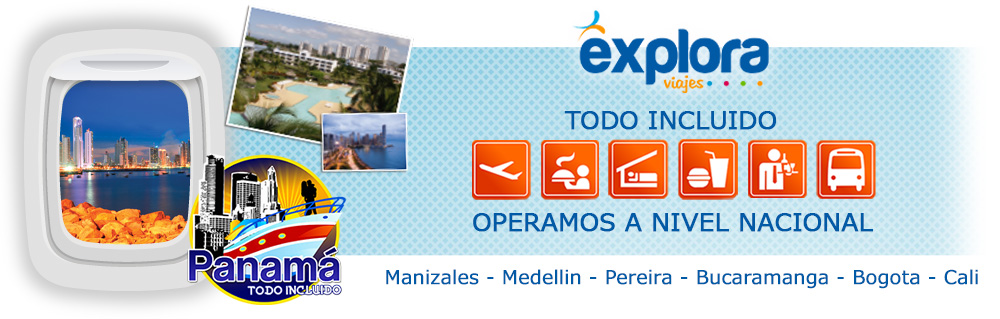 explora
viajes
TODO INCLUIDO
OPERAMOS A NIVEL NACIONAL
Panamá
TODO INCLUIDO
Manizales - Medellin - Pereira - Bucaramanga - Bogota - Cali